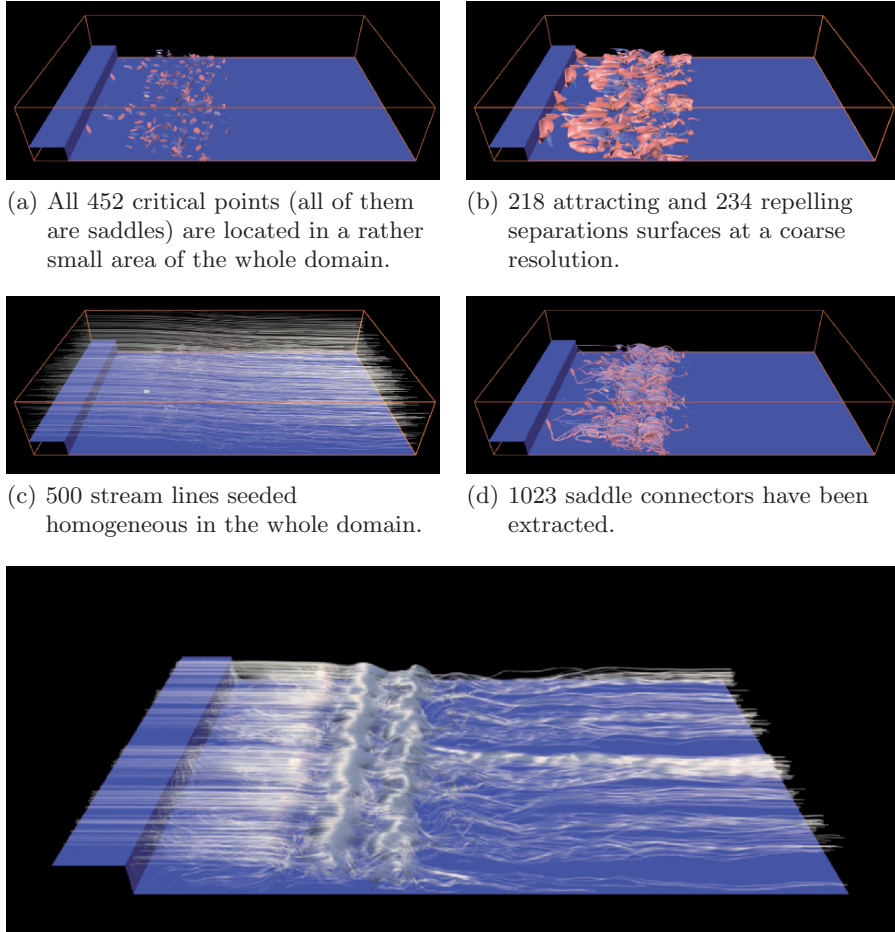 (a) All 452 critical points (all of them
are saddles) are located in a rather
small area of the whole domain.
(b) 218 attracting and 234 repelling
separations surfaces at a coarse
resolution.
(c) 500 stream lines seeded
homogeneous in the whole domain.
(d) 1023 saddle connectors have been
extracted.